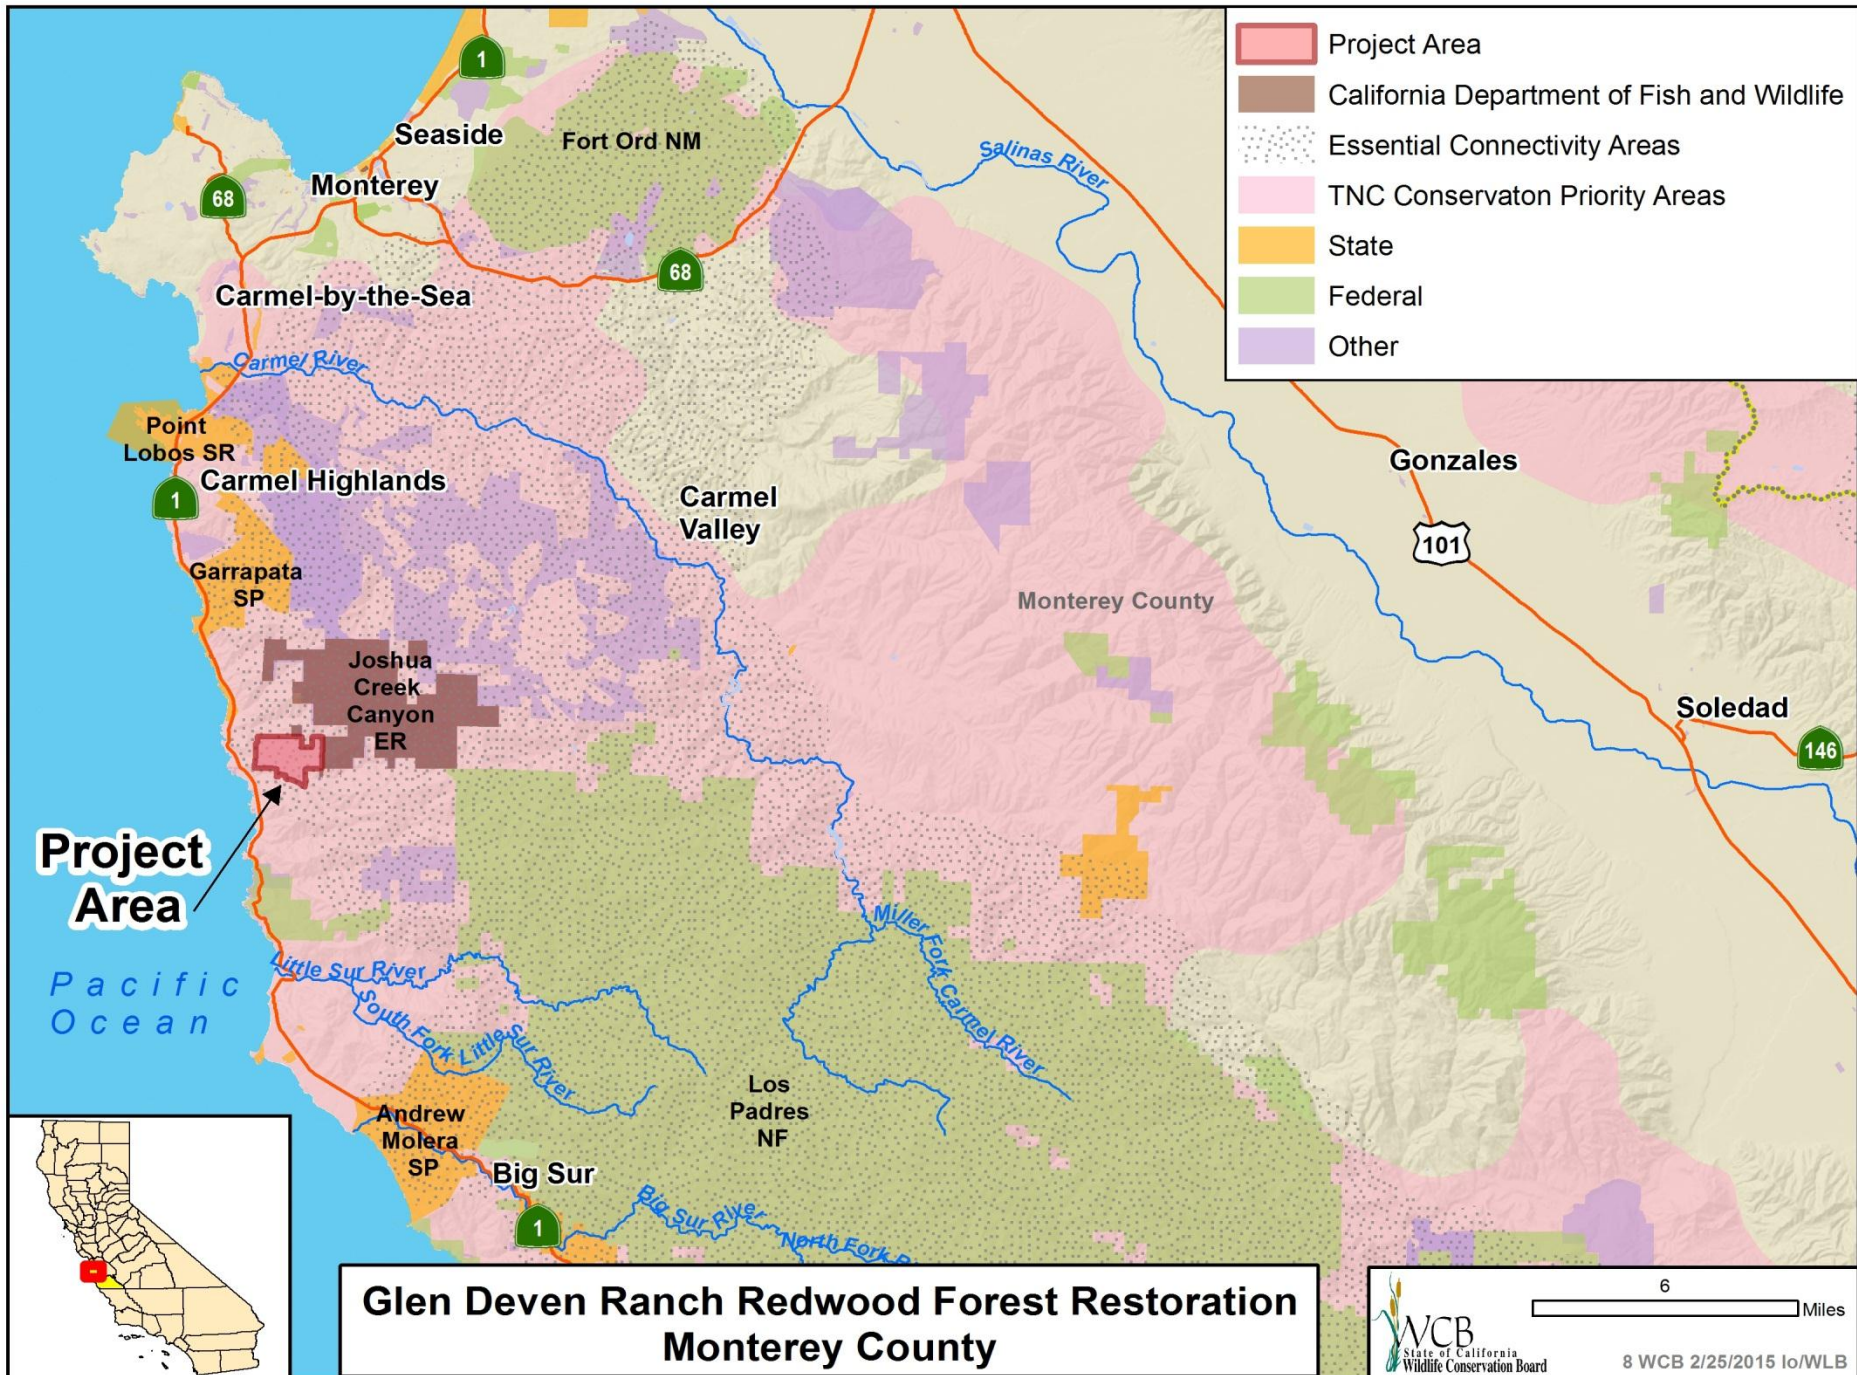 Project Area
California Department of Fish and Wildlife
Essential Connectivity Areas
TNC Conservaton Priority Areas
State
Federal
Other
1
Seaside
Fort Ord NM
Salinas River
Monterey
68
68
Carmel-by-the-Sea
Carmel River
Point
Lobos SR
Carmel Highlands
1
Carmel
Valley
Gonzales
101
Garrapata
SP
Monterey County
Joshua
Creek
Canyon
ER
Soledad
146
Project
Area
Pacific
Ocean
Little Sur River
South Fork Little Sur River
Miller Fork Carmel River
Los
Padres
NF
Andrew
Molera
SP
Big Sur
1
Big Sur River
North Fork B
Glen Deven Ranch Redwood Forest Restoration
Monterey County
6
Miles
WCB
State of California
Wildlife Conservation Board
8 WCB 2/25/2015 lo/WLB